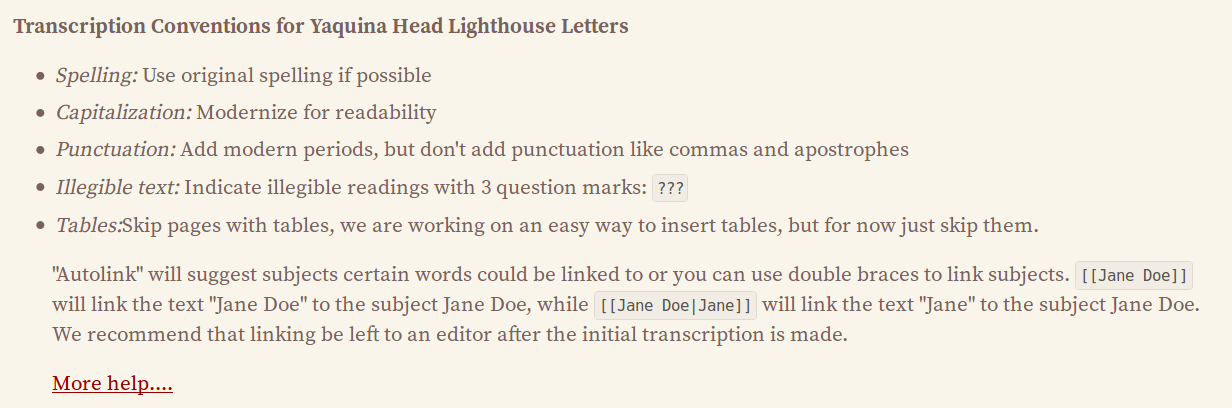 Transcription Conventions for Yaquina Head Lighthouse Letters
• Spelling: Use original spelling if possible
• Capitalization: Modernize for readability
• Punctuation: Add modern periods, but don't add punctuation like commas and apostrophes
• Illegible text: Indicate illegible readings with 3 question marks: ???
• Tables:Skip pages with tables, we are working on an easy way to insert tables, but for now just skip them.
"Autolink" will suggest subjects certain words could be linked to or you can use double braces to link subjects. [[Jane Doe]]
will link the text "Jane Doe" to the subject Jane Doe, while [[Jane Doe|Jane]] will link the text "Jane" to the subject Jane Doe.
We recommend that linking be left to an editor after the initial transcription is made.
More help....